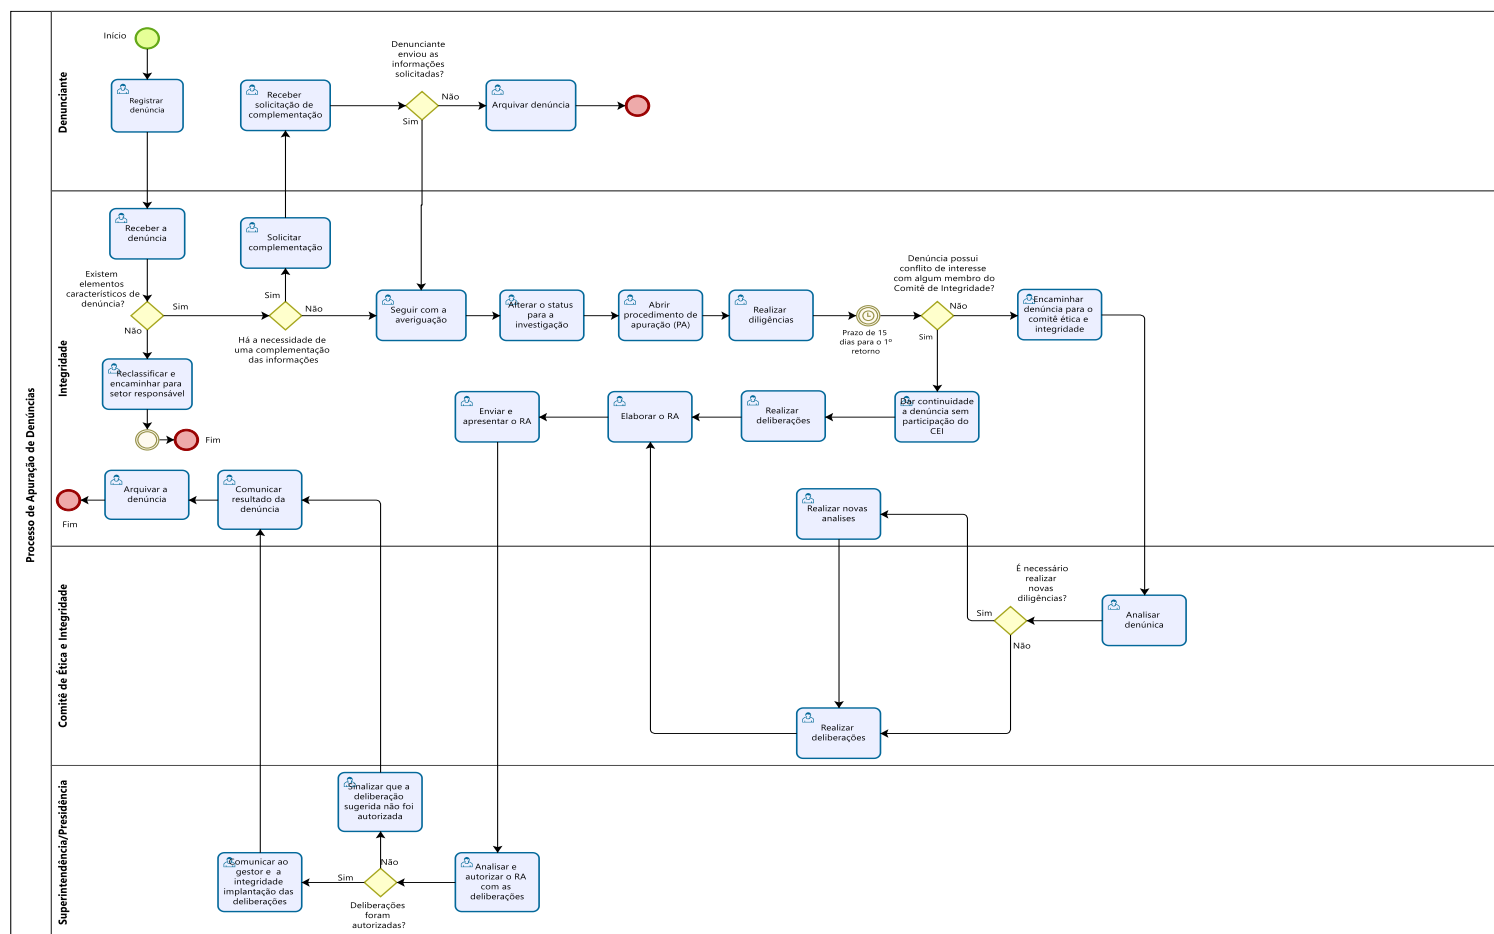 Processo de Apuração de Denúncias
Denunciante
Início
Registrar
denúncia
Receber
solicitação de
complementação
Denunciante
enviou as
informações
solicitadas?
Não
Sim
Arquivar denúncia
Integridade
Receber a
denúncia
Existem
elementos
característicos de
denúncia?
Sim
Não
Reclassificar e
encaminhar para
setor responsável
Fim
Solicitar
complementação
Sim
Não
Há a necessidade de
uma complementação
das informações
Seguir com a
averiguação
Alterar o status
para a
investigação
Abrir
procedimento de
apuração (PA)
Realizar
diligências
Prazo de 15
dias para o 1º
retorno
Denúncia possui
conflito de interesse
com algum membro do
Comitê de Integridade?
Não
Sim
Encaminhar
denúncia para o
comitê ética e
integridade
Dar continuidade
a denúncia sem
participação do
CEI
Realizar
deliberações
Elaborar o RA
Enviar e
apresentar o RA
Comunicar
resultado da
denúncia
Arquivar a
denúncia
Fim
Realizar novas
analises
Comitê de Ética e Integridade
É necessário
realizar
novas
diligências?
Sim
Não
Analisar
denúnica
Realizar
deliberações
Superintendência/Presidência
Sinalizar que a
deliberação
sugerida não foi
autorizada
Comunicar ao
gestor e  a
integridade
implantação das
deliberações
Não
Sim
Deliberações
foram
autorizadas?
Analisar e
autorizar o RA
com as
deliberações